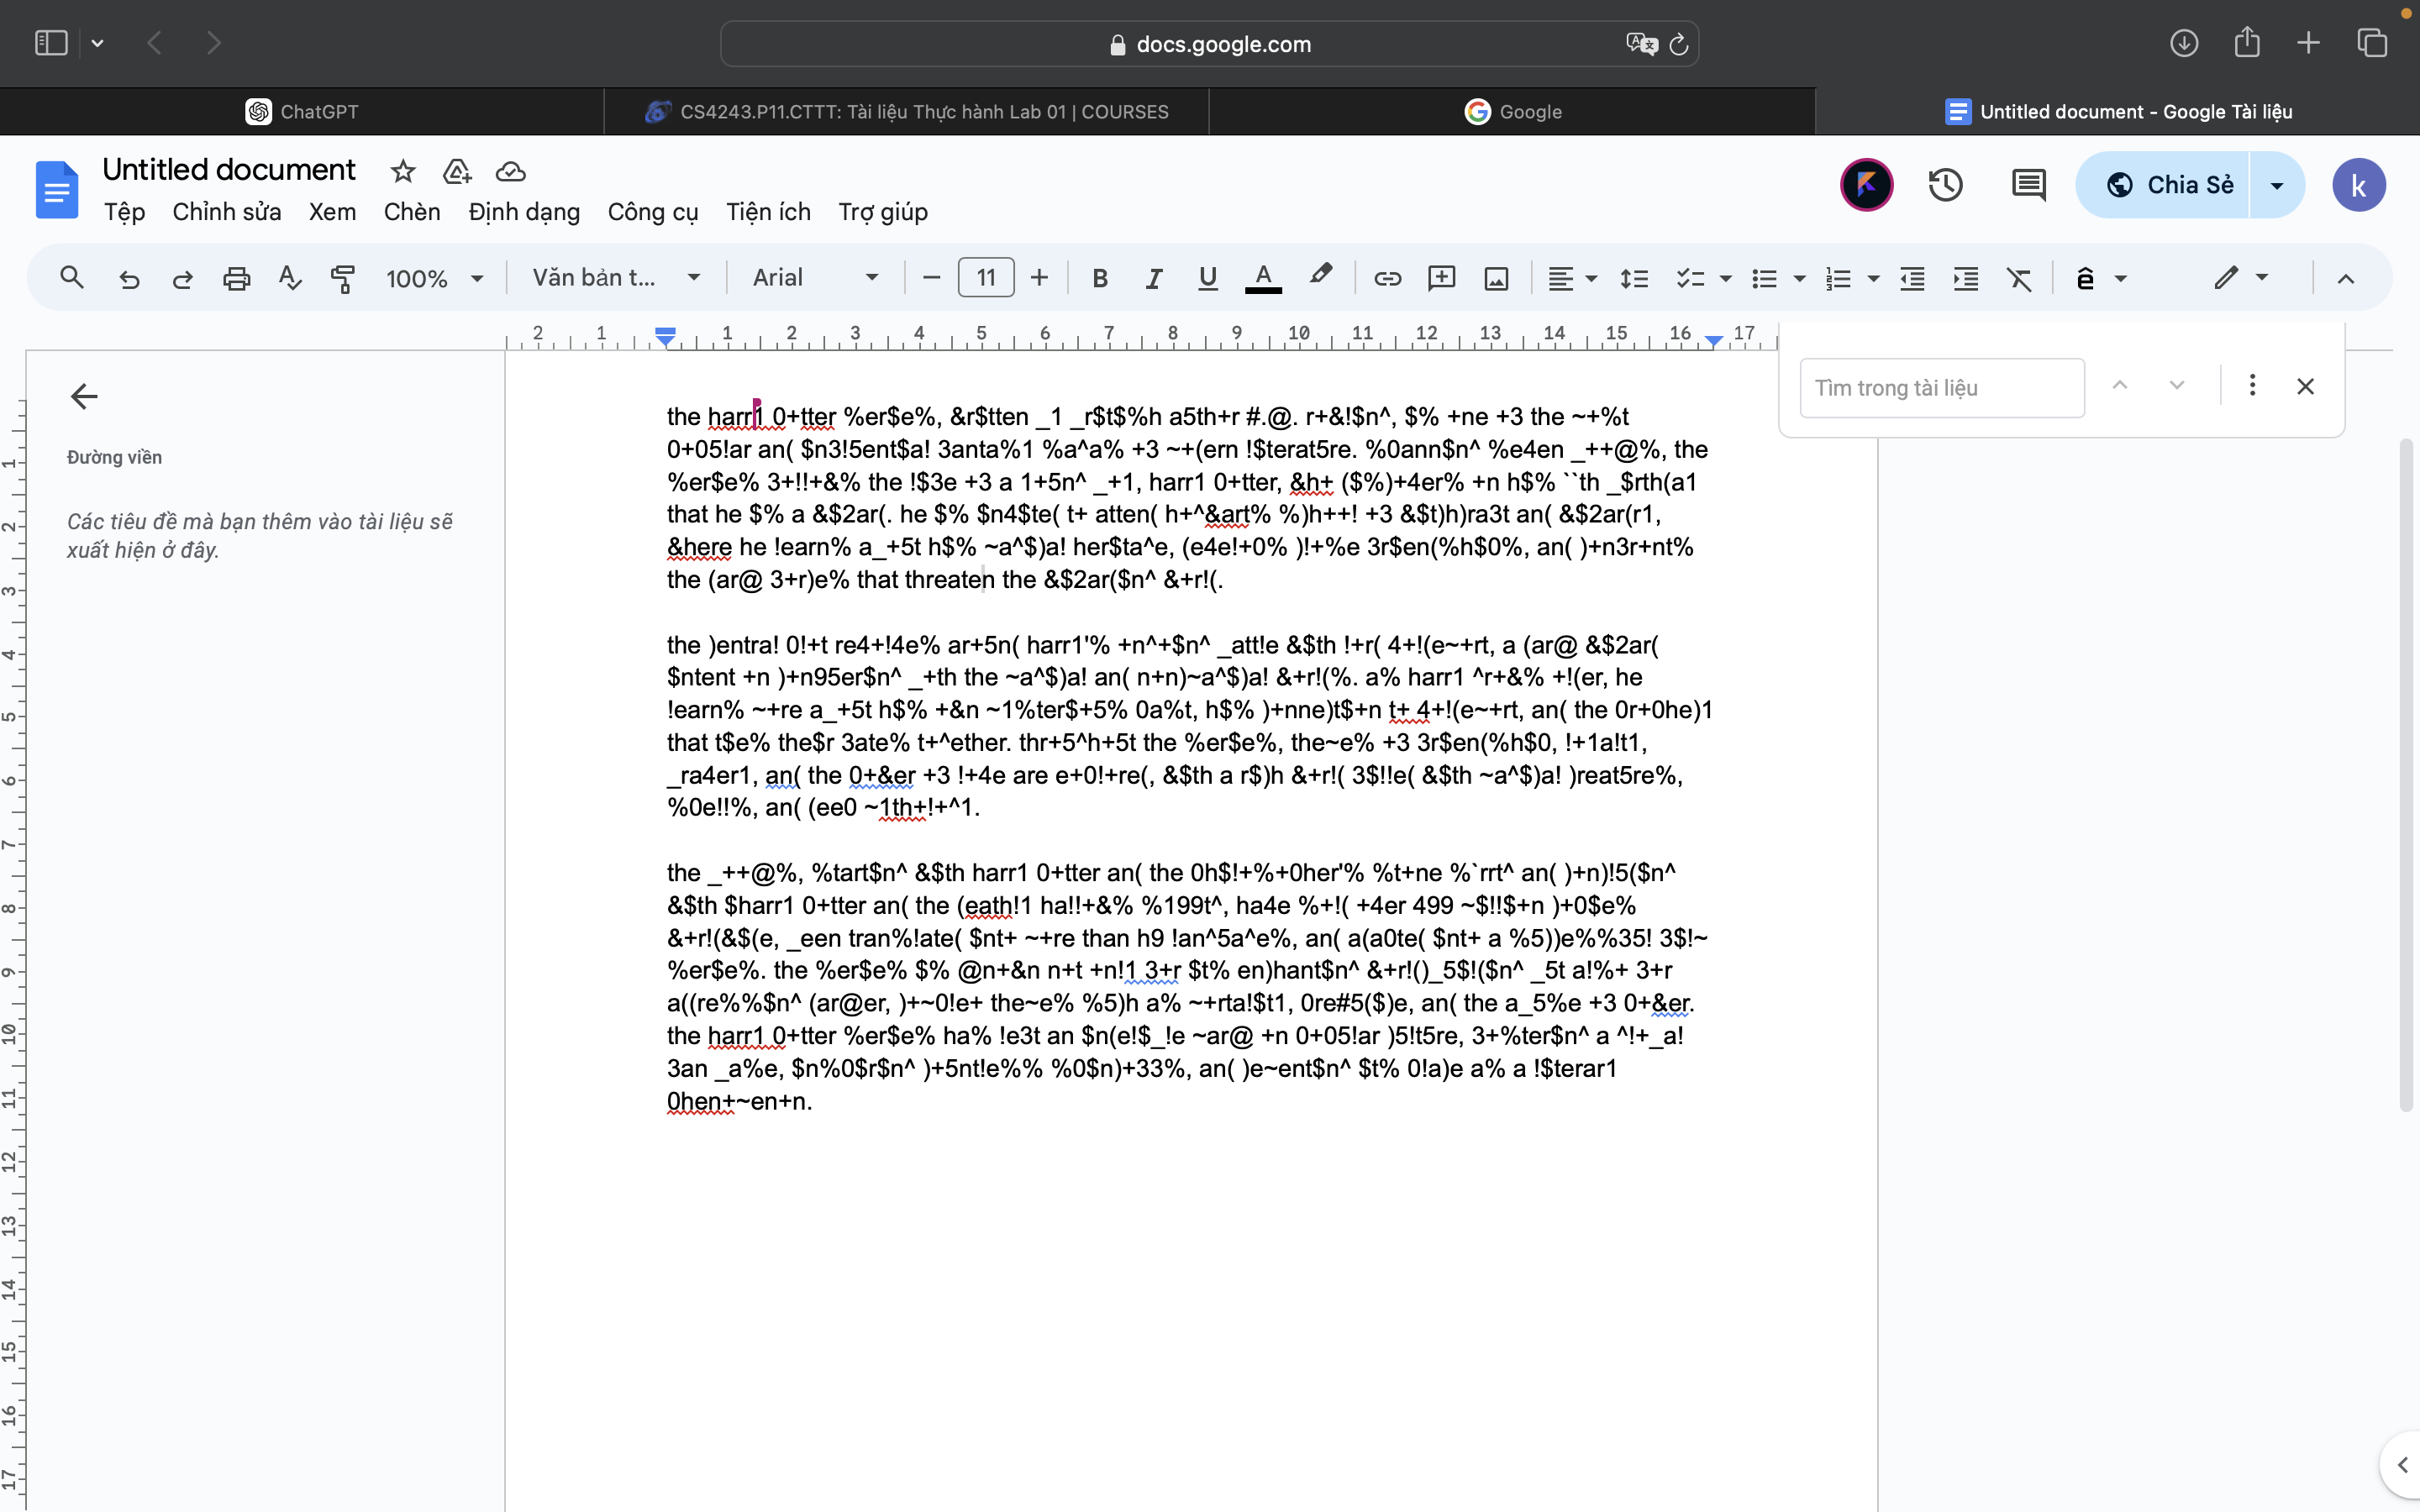 docs.google.com
ChatGPT
CS4243.P11.CTTT: Tài liệu Thực hành Lab 01 | COURSES
Google
Untitled document - Google Tài liệu
Untitled document
Chia Sẻ
k
Tệp Chỉnh sửa Xem Chèn Định dạng Công cụ Tiện ích Trợ giúp
100% Văn bản t... Arial 11
2 1 1 2 3 4 5 6 7 8 9 10 11 12 13 14 15 16 17
Tìm trong tài liệu
Đường viền
Các tiêu đề mà bạn thêm vào tài liệu sẽ
xuất hiện ở đây.
the harr1 0+tter %er$e%, &r$tten _1 _r$t$%h a5th+r #.@. r+&!$n^, $% +ne +3 the ~+%t
0+05!ar an( $n3!5ent$a! 3anta%1 %a^a% +3 ~+(ern !$terat5re. %0ann$n^ %e4en _++@%, the
%er$e% 3+!!+&% the !$3e +3 a 1+5n^ _+1, harr1 0+tter, &h+ ($%)+4er% +n h$% ``th _$rth(a1
that he $% a &$2ar(. he $% $n4$te( t+ atten( h+^&art% %)h++! +3 &$t)h)ra3t an( &$2ar(r1,
&here he !earn% a_+5t h$% ~a^$)a! her$ta^e, (e4e!+0% )!+%e 3r$en(%h$0%, an( )+n3r+nt%
the (ar@ 3+r)e% that threaten the &$2ar($n^ &+r!(.
the )entra! 0!+t re4+!4e% ar+5n( harr1'% +n^+$n^ _att!e &$th !+r( 4+!(e~+rt, a (ar@ &$2ar(
$ntent +n )+n95er$n^ _+th the ~a^$)a! an( n+n)~a^$)a! &+r!(%. a% harr1 ^r+&% +!(er, he
!earn% ~+re a_+5t h$% +&n ~1%ter$+5% 0a%t, h$% )+nne)t$+n t+ 4+!(e~+rt, an( the 0r+0he)1
that t$e% the$r 3ate% t+^ether. thr+5^h+5t the %er$e%, the~e% +3 3r$en(%h$0, !+1a!t1,
_ra4er1, an( the 0+&er +3 !+4e are e+0!+re(, &$th a r$)h &+r!( 3$!!e( &$th ~a^$)a! )reat5re%,
%0e!!%, an( (ee0 ~1th+!+^1.
the _++@%, %tart$n^ &$th harr1 0+tter an( the 0h$!+%+0her'% %t+ne %`rrt^ an( )+n)!5($n^
&$th $harr1 0+tter an( the (eath!1 ha!!+&% %199t^, ha4e %+!( +4er 499 ~$!!$+n )+0$e%
&+r!(&$(e, _een tran%!ate( $nt+ ~+re than h9 !an^5a^e%, an( a(a0te( $nt+ a %5))e%%35! 3$!~
%er$e%. the %er$e% $% @n+&n n+t +n!1 3+r $t% en)hant$n^ &+r!()_5$!($n^ _5t a!%+ 3+r
a((re%%$n^ (ar@er, )+~0!e+ the~e% %5)h a% ~+rta!$t1, 0re#5($)e, an( the a_5%e +3 0+&er.
the harr1 0+tter %er$e% ha% !e3t an $n(e!$_!e ~ar@ +n 0+05!ar )5!t5re, 3+%ter$n^ a ^!+_a!
3an _a%e, $n%0$r$n^ )+5nt!e%% %0$n)+33%, an( )e~ent$n^ $t% 0!a)e a% a !$terar1
0hen+~en+n.
1
2
3
4
5
6
7
8
9
10
11
12
13
14
15
16
17